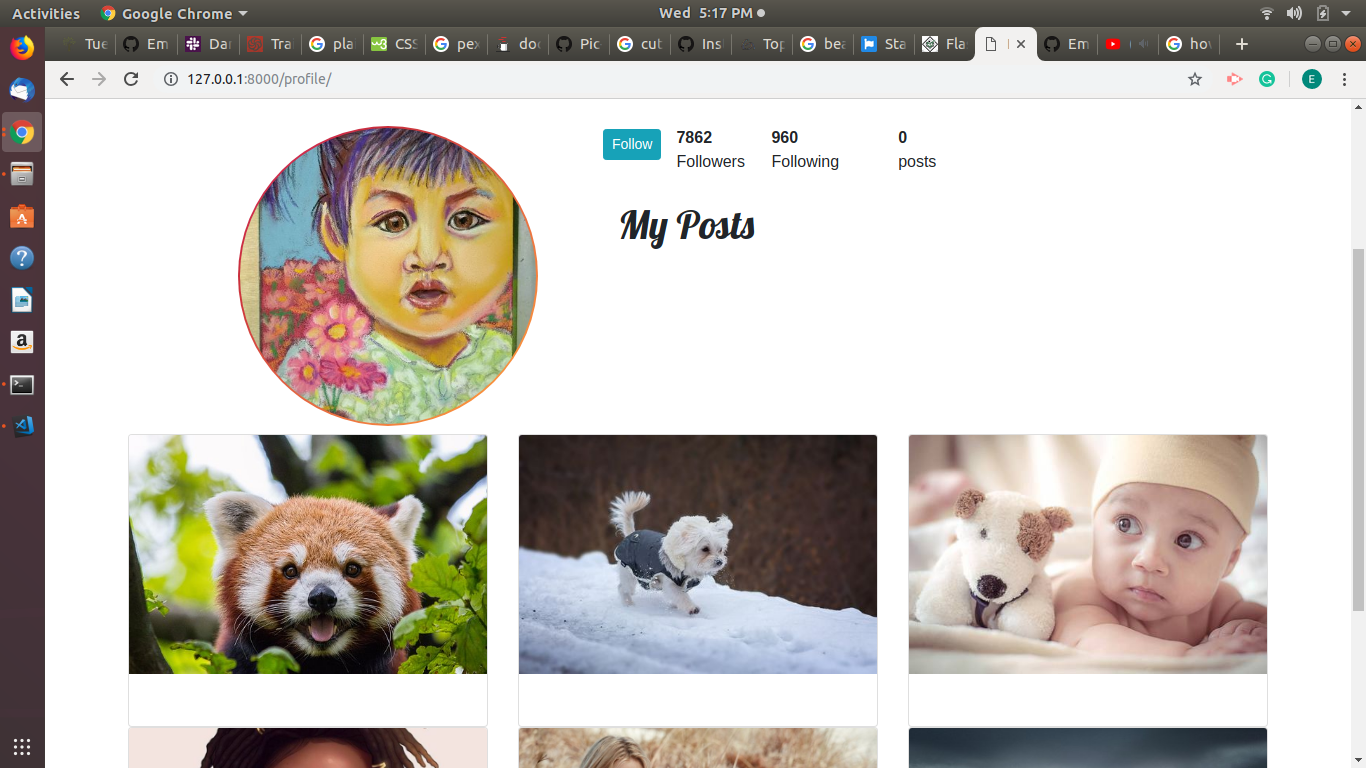 Activities Google Chrome Wed 5:17 PM
Tue Em Dar Tra pla CSS pex doc Pic cut Ins Top bea Sta Fla Em how
127.0.0.1:8000/profile/ E
Follow 7862 960 0
Followers Following posts
My Posts